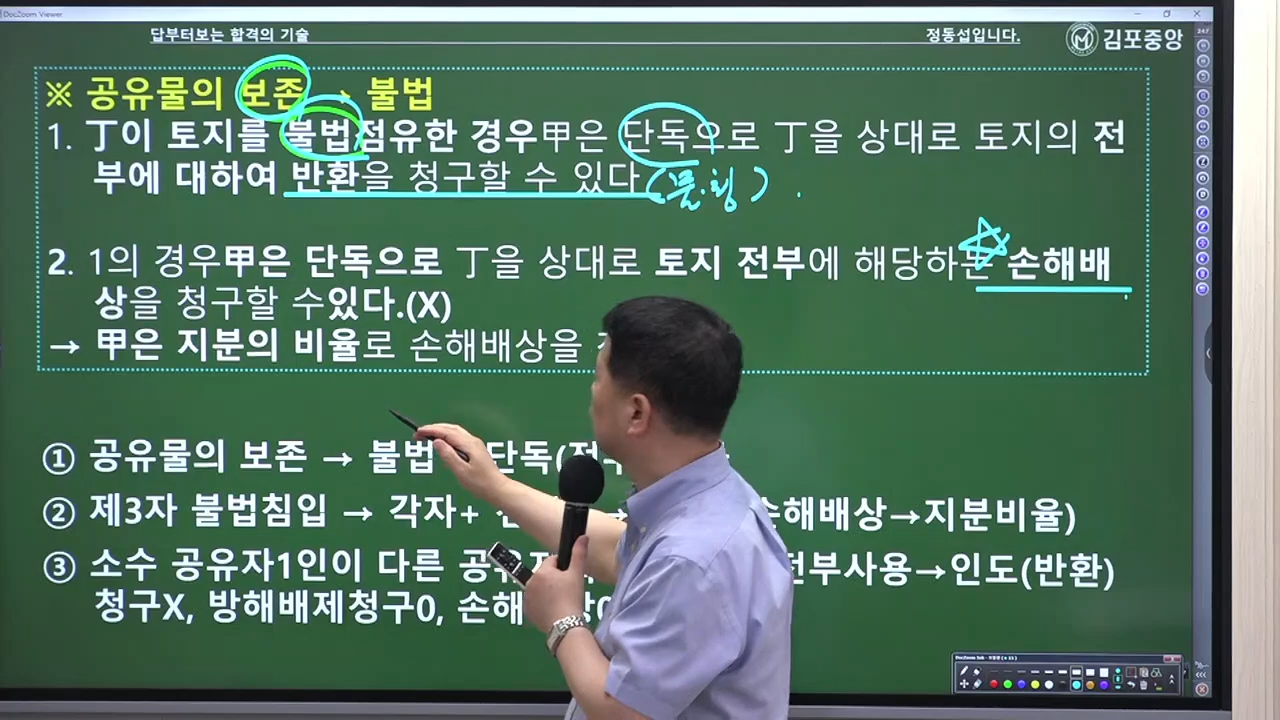 DocZoom Viewer
답부터보는 합격의 기술
정동섭입니다.
김포중앙
※ 공유물의 보존 → 불법
1. 丁이 토지를 불법점유한 경우甲은 단독으로 丁을 상대로 토지의 전
부에 대하여 반환을 청구할 수 있다
2. 1의 경우甲은 단독으로 丁을 상대로 토지 전부에 해당하는 손해배
상을 청구할 수있다.(X)
→ 甲은 지분의 비율로 손해배상을
① 공유물의 보존 → 불법 단독(전
② 제3자 불법침입 → 각자+ 손해배상→지분비율)
③ 소수 공유자1인이 다른 전부사용→인도(반환)
청구X, 방해배제청구0, 손해